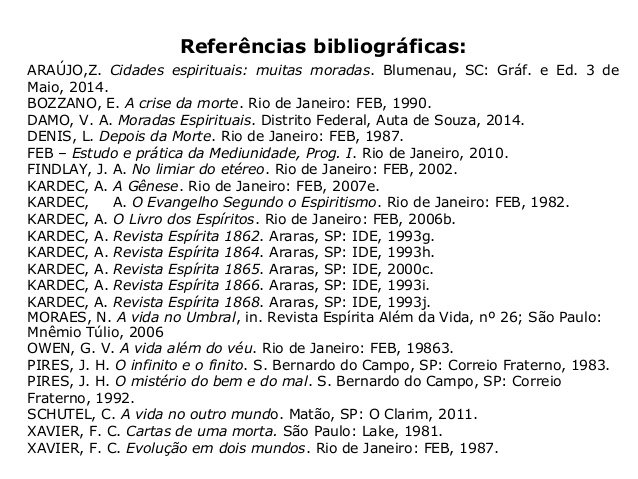 Referências bibliográficas:
ARAÚJO,Z. Cidades espirituais: muitas moradas. Blumenau, SC: Gráf. e Ed. 3 de
Maio, 2014.
BOZZANO, E. A crise da morte. Rio de Janeiro: FEB, 1990.
DAMO, V. A. Moradas Espirituais. Distrito Federal, Auta de Souza, 2014.
DENIS, L. Depois da Morte. Rio de Janeiro: FEB, 1987.
FEB – Estudo e prática da Mediunidade, Prog. I. Rio de Janeiro, 2010.
FINDLAY, J. A. No limiar do etéreo. Rio de Janeiro: FEB, 2002.
KARDEC, A. A Gênese. Rio de Janeiro: FEB, 2007e.
KARDEC, A. O Evangelho Segundo o Espiritismo. Rio de Janeiro: FEB, 1982.
KARDEC, A. O Livro dos Espíritos. Rio de Janeiro: FEB, 2006b.
KARDEC, A. Revista Espírita 1862. Araras, SP: IDE, 1993g.
KARDEC, A. Revista Espírita 1864. Araras, SP: IDE, 1993h.
KARDEC, A. Revista Espírita 1865. Araras, SP: IDE, 2000c.
KARDEC, A. Revista Espírita 1866. Araras, SP: IDE, 1993i.
KARDEC, A. Revista Espírita 1868. Araras, SP: IDE, 1993j.
MORAES, N. A vida no Umbral, in. Revista Espírita Além da Vida, nº 26; São Paulo:
Mnêmio Túlio, 2006
OWEN, G. V. A vida além do véu. Rio de Janeiro: FEB, 19863.
PIRES, J. H. O infinito e o finito. S. Bernardo do Campo, SP: Correio Fraterno, 1983.
PIRES, J. H. O mistério do bem e do mal. S. Bernardo do Campo, SP: Correio
Fraterno, 1992.
SCHUTEL, C. A vida no outro mundo. Matão, SP: O Clarim, 2011.
XAVIER, F. C. Cartas de uma morta. São Paulo: Lake, 1981.
XAVIER, F. C. Evolução em dois mundos. Rio de Janeiro: FEB, 1987.